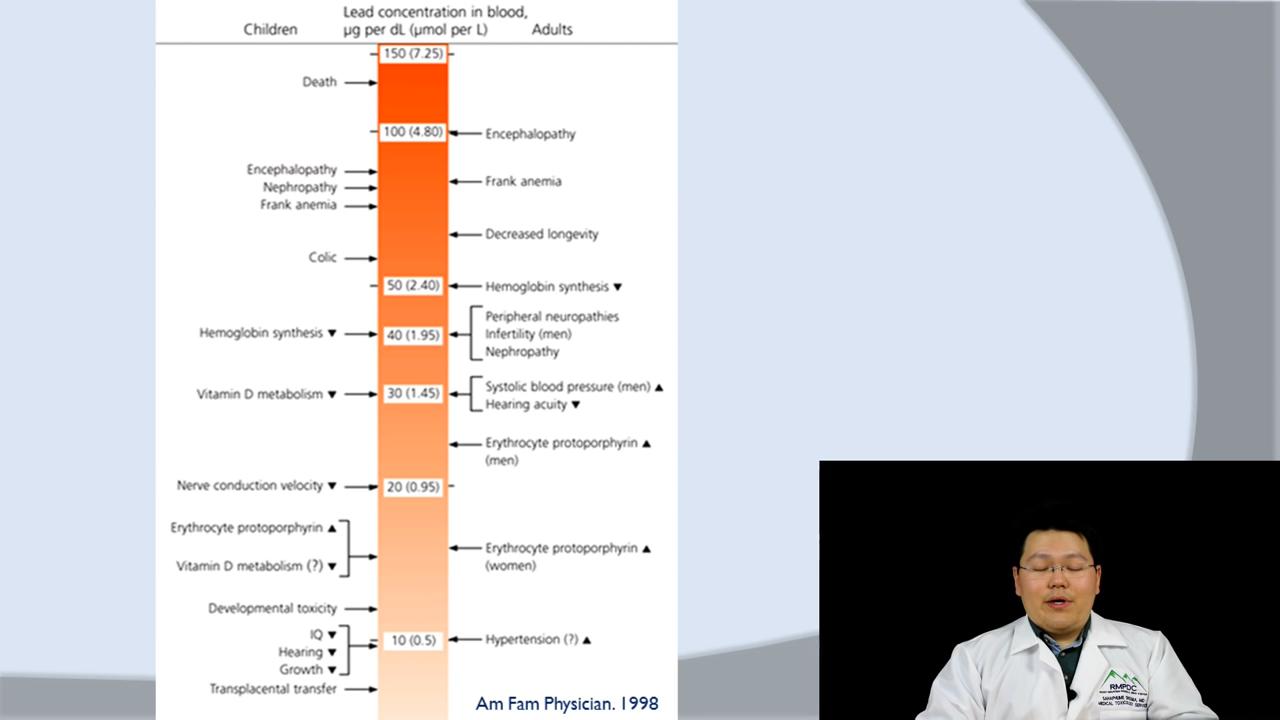 Lead concentration in blood,
Children µg per dL (µmol per L) Adults
150 (7.25)
Death
100 (4.80) Encephalopathy
Encephalopathy
Frank anemia
Nephropathy
Frank anemia
Decreased longevity
Colic
50 (2.40) Hemoglobin synthesis ▼
Peripheral neuropathies
Hemoglobin synthesis ▼ 40 (1.95) Infertility (men)
Nephropathy
Systolic blood pressure (men) ▲
Vitamin D metabolism ▼ 30 (1.45)
Hearing acuity ▼
Erythrocyte protoporphyrin ▲
(men)
Nerve conduction velocity ▼ 20 (0.95)
Erythrocyte protoporphyrin ▲
Erythrocyte protoporphyrin ▲
Vitamin D metabolism (?) ▼ (women)
Developmental toxicity
IQ ▼ 10 (0.5) Hypertension (?) ▲
Hearing ▼
Growth ▼
Transplacental transfer
Am Fam Physician. 1998
RMPDC